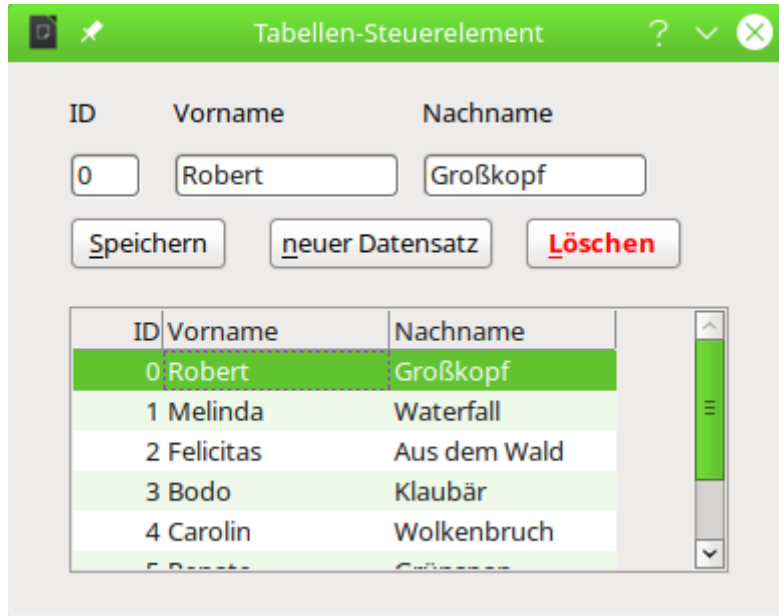 Tabellen-Steuerelement ?
ID Vorname Nachname
0 Robert Großkopf
Speichern neuer Datensatz Löschen
ID Vorname Nachname
0 Robert Großkopf
1 Melinda Waterfall
2 Felicitas Aus dem Wald
3 Bodo Klaubär
4 Carolin Wolkenbruch